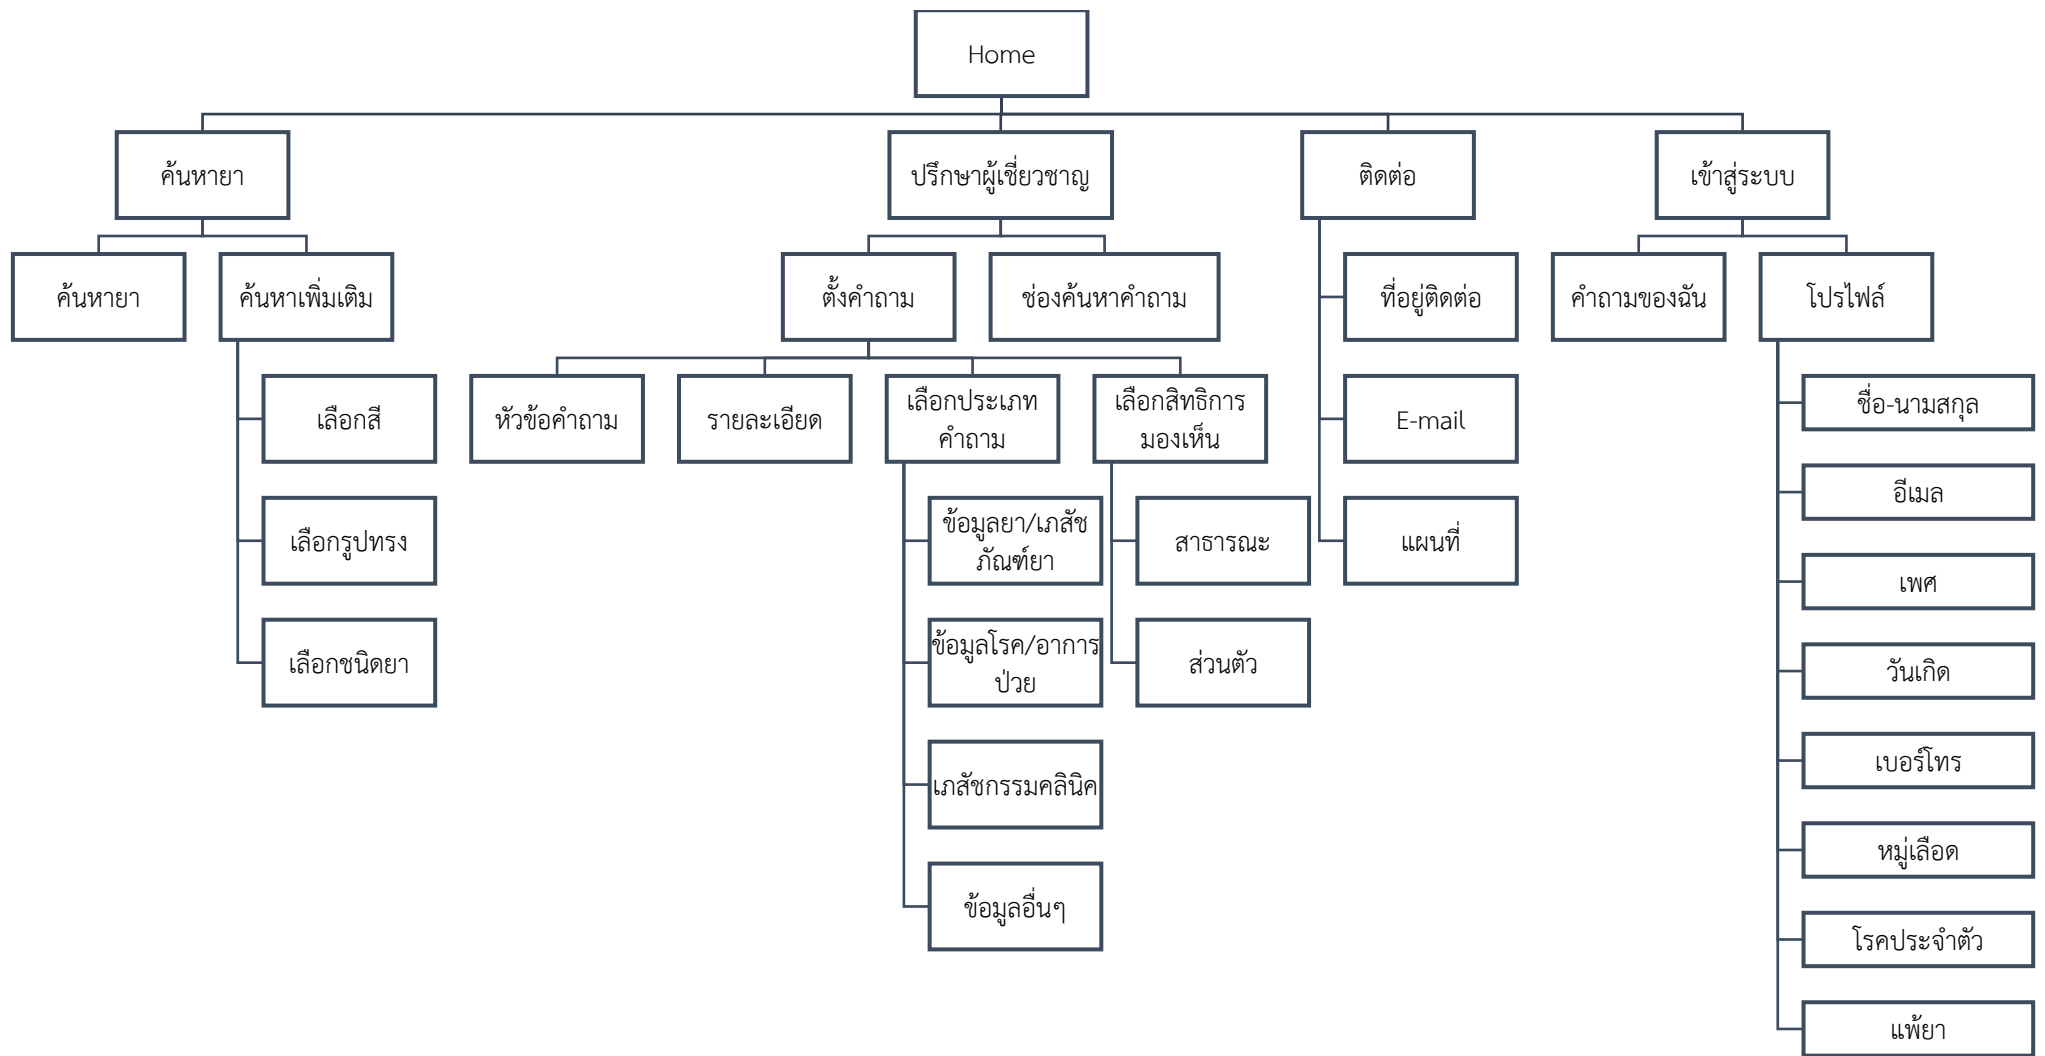 Home
ค้นหายา
ปรึกษาผู้เชี่ยวชาญ
ติดต่อ
เข้าสู่ระบบ
ค้นหายา
ค้นหาเพิ่มเติม
ตั้งคำถาม
ช่องค้นหาคำถาม
ที่อยู่ติดต่อ
คำถามของฉัน
โปรไฟล์
เลือกสี
หัวข้อคำถาม
รายละเอียด
เลือกประเภท
คำถาม
เลือกสิทธิการ
มองเห็น
E-mail
ชื่อ-นามสกุล
อีเมล
เลือกรูปทรง
ข้อมูลยา/เภสัช
ภัณฑ์ยา
สาธารณะ
แผนที่
เพศ
เลือกชนิดยา
ข้อมูลโรค/อาการ
ป่วย
ส่วนตัว
วันเกิด
เบอร์โทร
เภสัชกรรมคลินิค
หมู่เลือด
ข้อมูลอื่นๆ
โรคประจำตัว
แพ้ยา